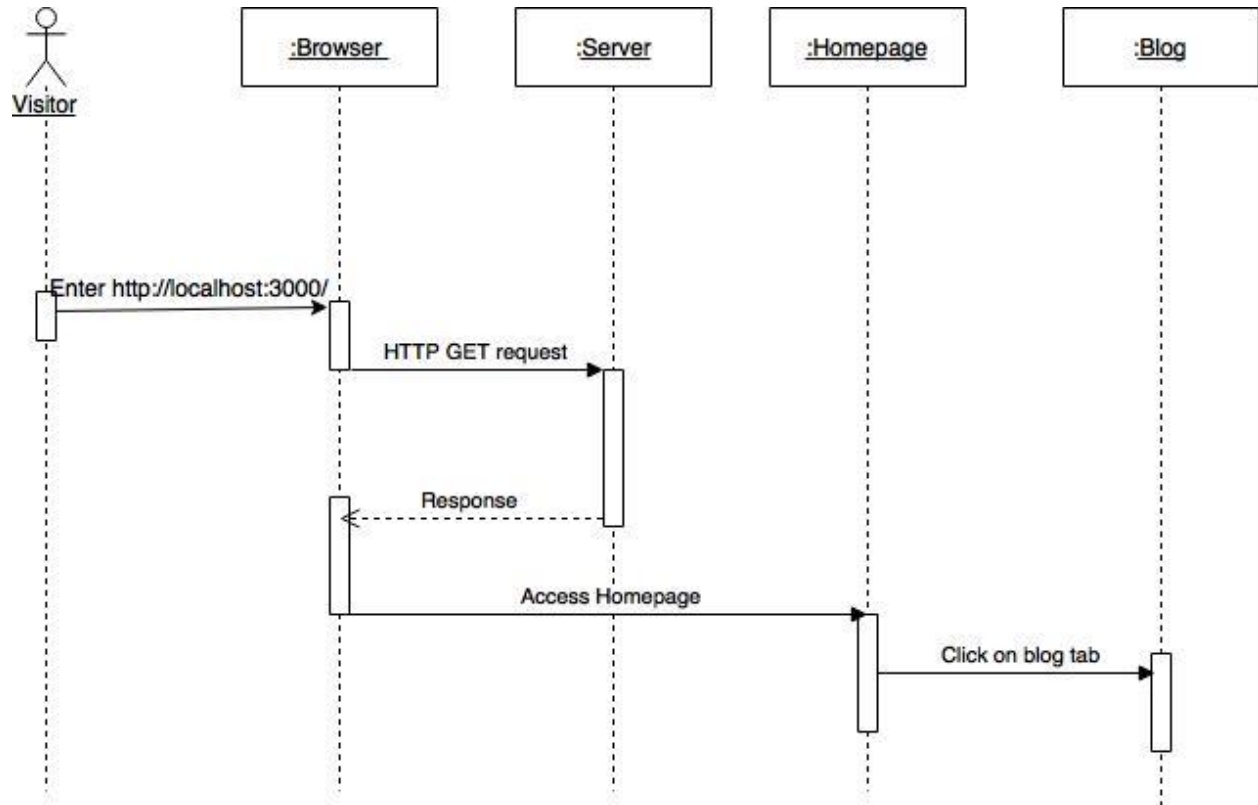 :Browser
:Server
:Homepage
:Blog
Visitor
Enter http://localhost:3000/
HTTP GET request
Response
Access Homepage
Click on blog tab